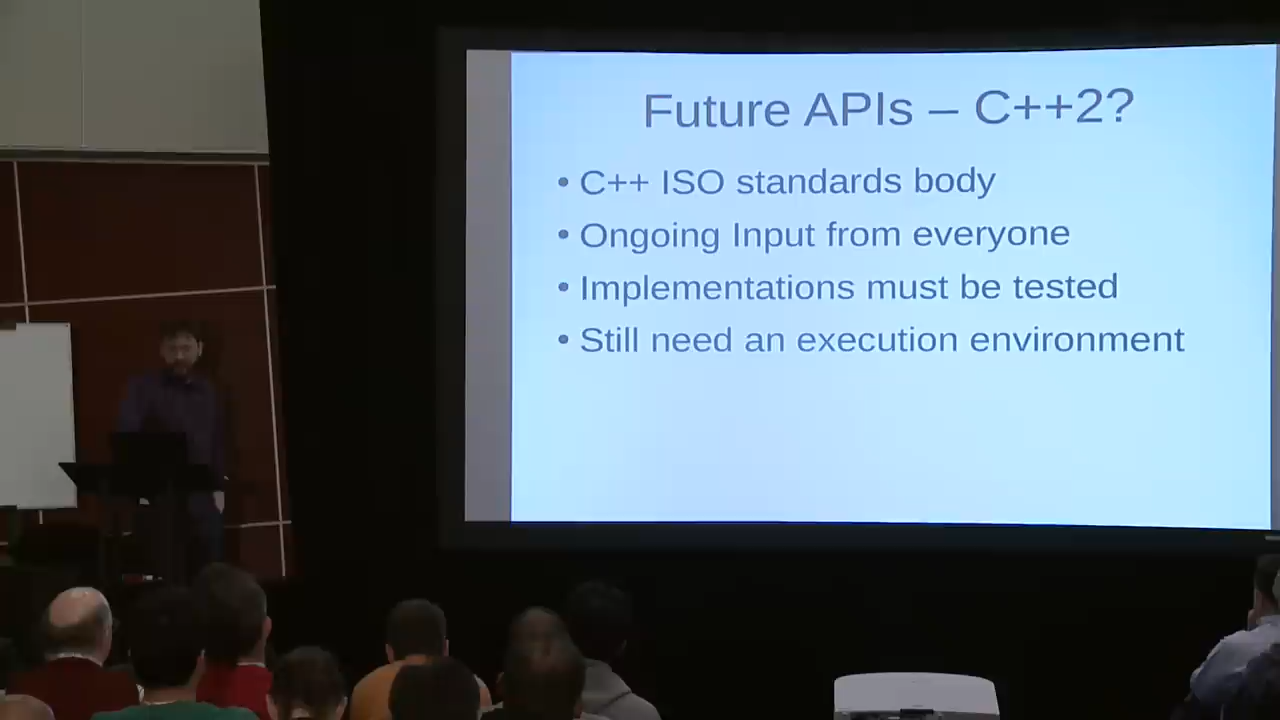 Future APIs – C++2?
• C++ ISO standards body
• Ongoing Input from everyone
• Implementations must be tested
• Still need an execution environment